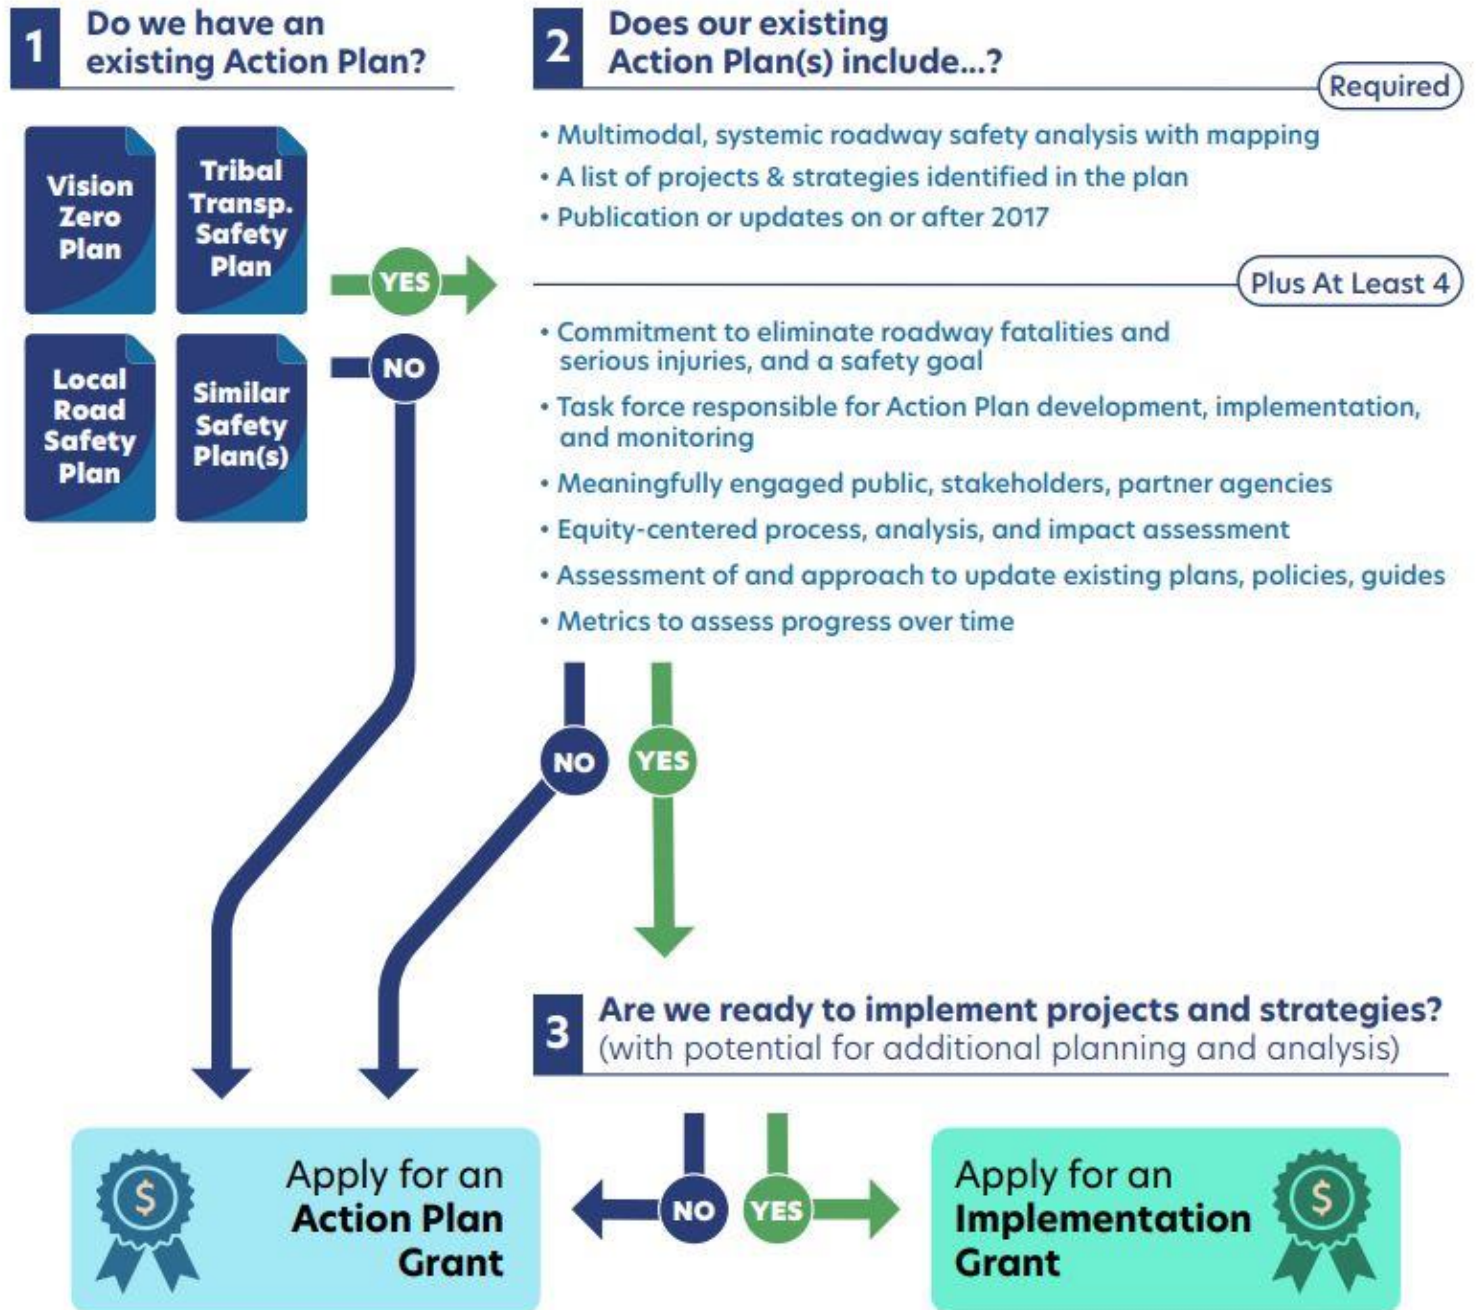 1
Do we have an
existing Action Plan?
Vision
Zero
Plan
Tribal
Transp.
Safety
Plan
Local
Road
Safety
Plan
Similar
Safety
Plan(s)
YES
NO
2
Does our existing
Action Plan(s) include...?
Required
• Multimodal, systemic roadway safety analysis with mapping
• A list of projects & strategies identified in the plan
• Publication or updates on or after 2017
Plus At Least 4
• Commitment to eliminate roadway fatalities and
serious injuries, and a safety goal
• Task force responsible for Action Plan development, implementation,
and monitoring
• Meaningfully engaged public, stakeholders, partner agencies
• Equity-centered process, analysis, and impact assessment
• Assessment of and approach to update existing plans, policies, guides
• Metrics to assess progress over time
NO
YES
3
Are we ready to implement projects and strategies?
(with potential for additional planning and analysis)
NO
YES
$
Apply for an
Action Plan
Grant
Apply for an
Implementation
Grant
$